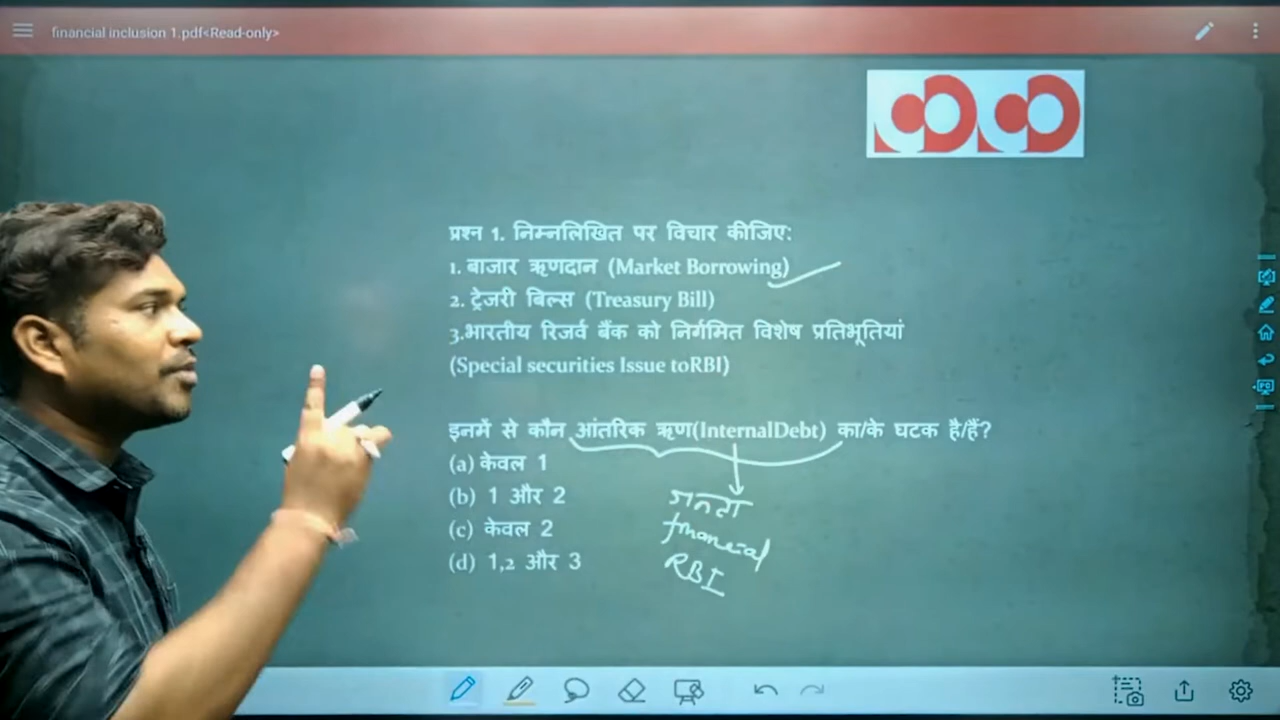 financial inclusion 1.pdf<Read-only>
प्रश्न 1. निम्नलिखित पर विचार कीजिए:
1. बाजार ऋणदान (Market Borrowing)
2. ट्रेजरी बिल्स (Treasury Bill)
3.भारतीय रिजर्व बैंक को निर्गमित विशेष प्रतिभूतियां
(Special securities Issue toRBI)
इनमें से कौन आंतरिक ऋण(InternalDebt) का/के घटक है/हैं?
(a) केवल 1
(b) 1 और 2
(c) केवल 2
(d) 1,2 और 3
जनता
financial
RBI